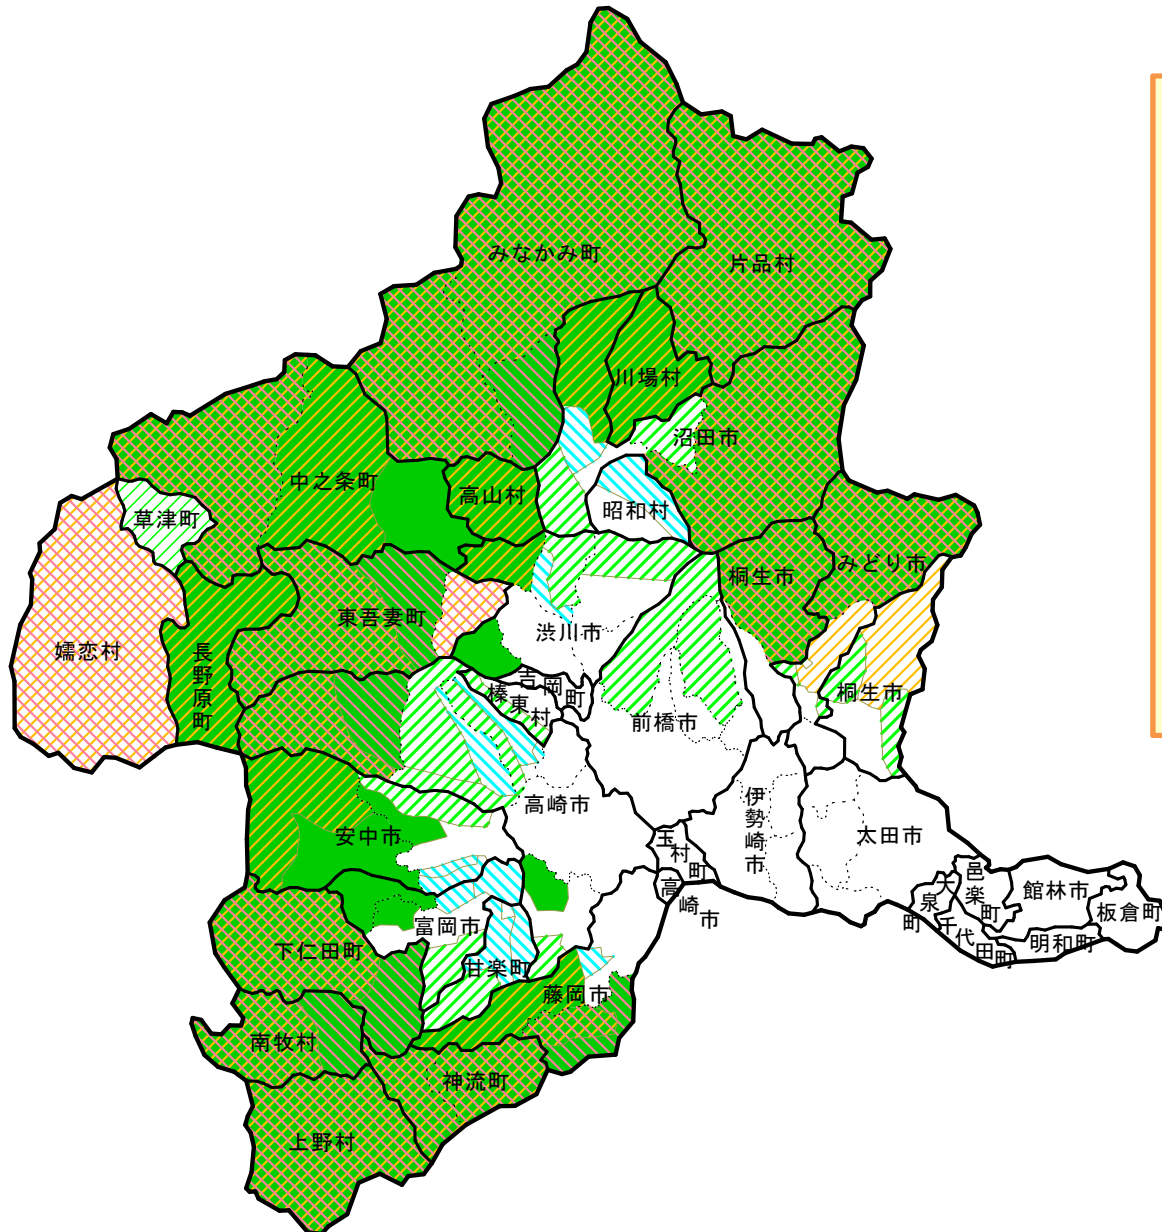 みなかみ町
片品村
川場村
沼田市
中之条町
高山村
昭和村
草津町
桐生市
みどり市
東吾妻町
渋川市
嬬恋村
長野原町
吉岡町
榛東村
桐生市
前橋市
高崎市
伊勢崎市
安中市
玉村町
太田市
高崎市
邑楽町
大泉町
館林市
板倉町
千代田町
明和町
富岡市
下仁田町
甘楽町
藤岡市
南牧村
神流町
上野村